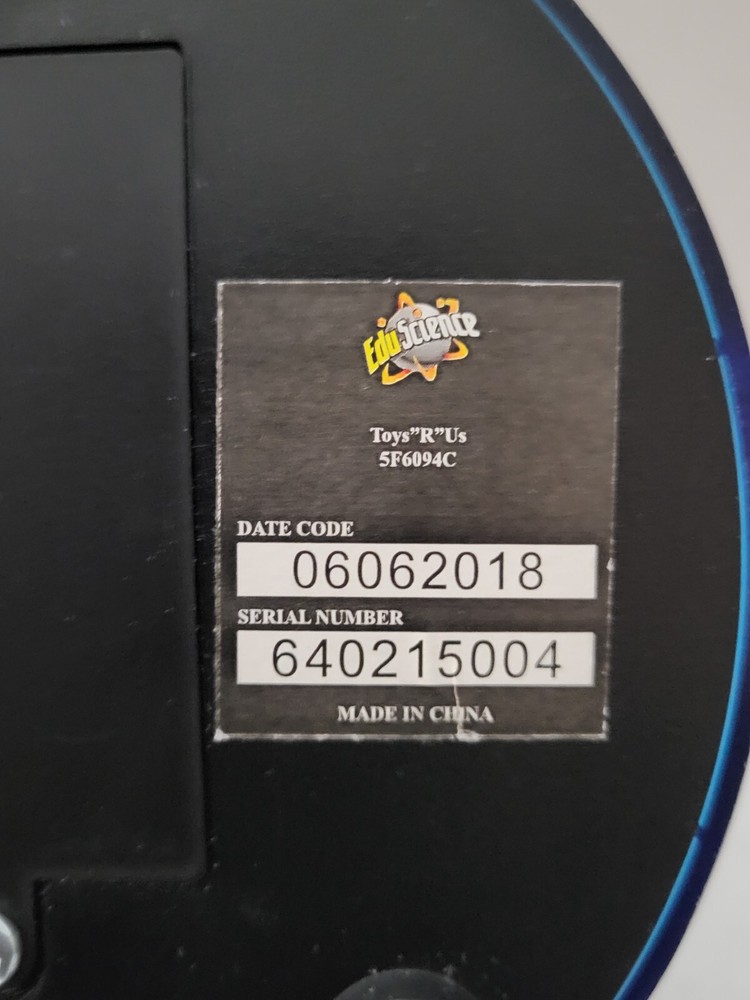 EduScience
Toys”R”Us
5F6094C
DATE CODE
06062018
SERIAL NUMBER
640215004
MADE IN CHINA